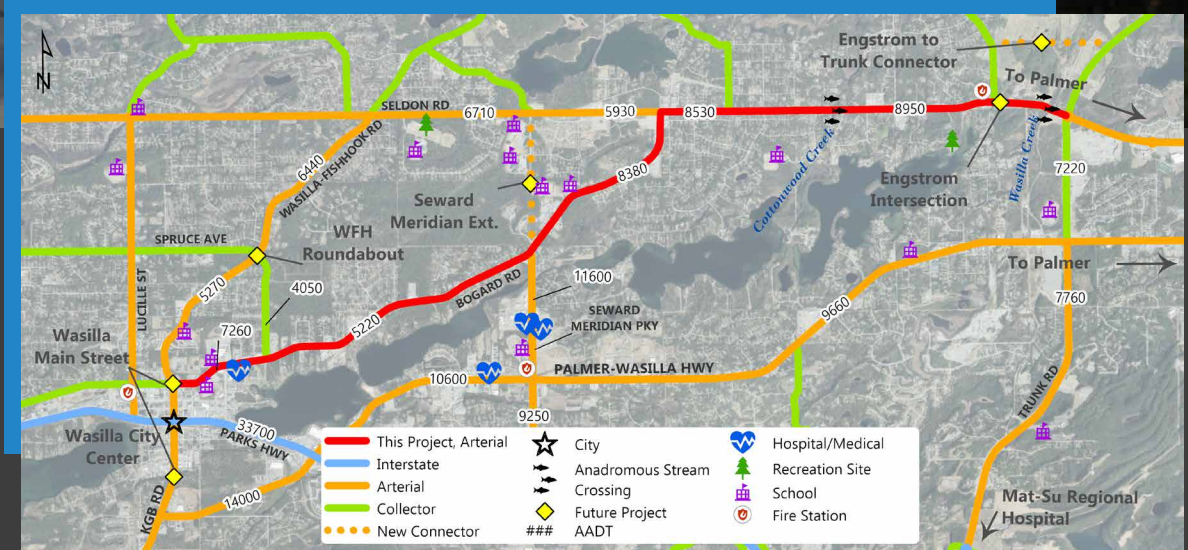 N
Engstrom to
Trunk Connector
To Palmer
SELDON RD
6710
5930
8530
8950
6440
WASILLA-FISHHOOK RD
8380
Cottonwood Creek
Wasilla Creek
7220
Seward
Meridian Ext.
Engstrom
Intersection
SPRUCE AVE
WFH
Roundabout
To Palmer
LUCILLE ST
5270
4050
BOGARD RD
11600
SEWARD
MERIDIAN PKY
7760
9660
Wasilla
Main Street
7260
5220
10600
PALMER-WASILLA HWY
TRUNK RD
9250
33700
PARKS HWY
Wasilla City
Center
KGB RD
14000
Mat-Su Regional
Hospital
This Project, Arterial
Interstate
Arterial
Collector
New Connector
City
Anadromous Stream
Crossing
Future Project
### AADT
Hospital/Medical
Recreation Site
School
Fire Station